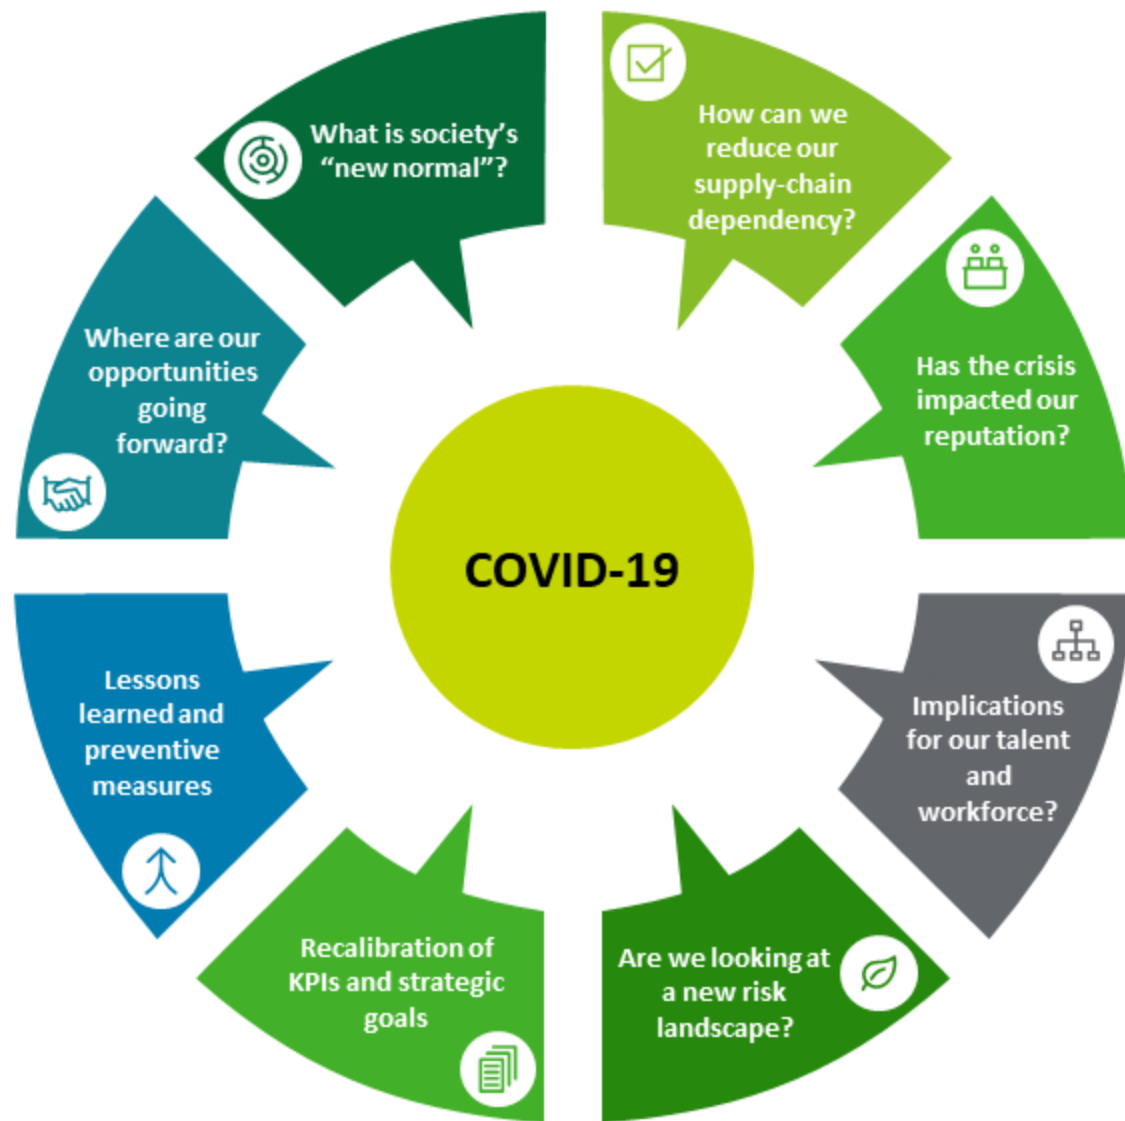 What is society's
“new normal”?
How can we
reduce our
supply-chain
dependency?
Has the crisis
impacted our
reputation?
Implications
for our talent
and
workforce?
Are we looking at
a new risk
landscape?
Recalibration of
KPIs and strategic
goals
Lessons
learned and
preventive
measures
Where are our
opportunities
going
forward?
COVID-19